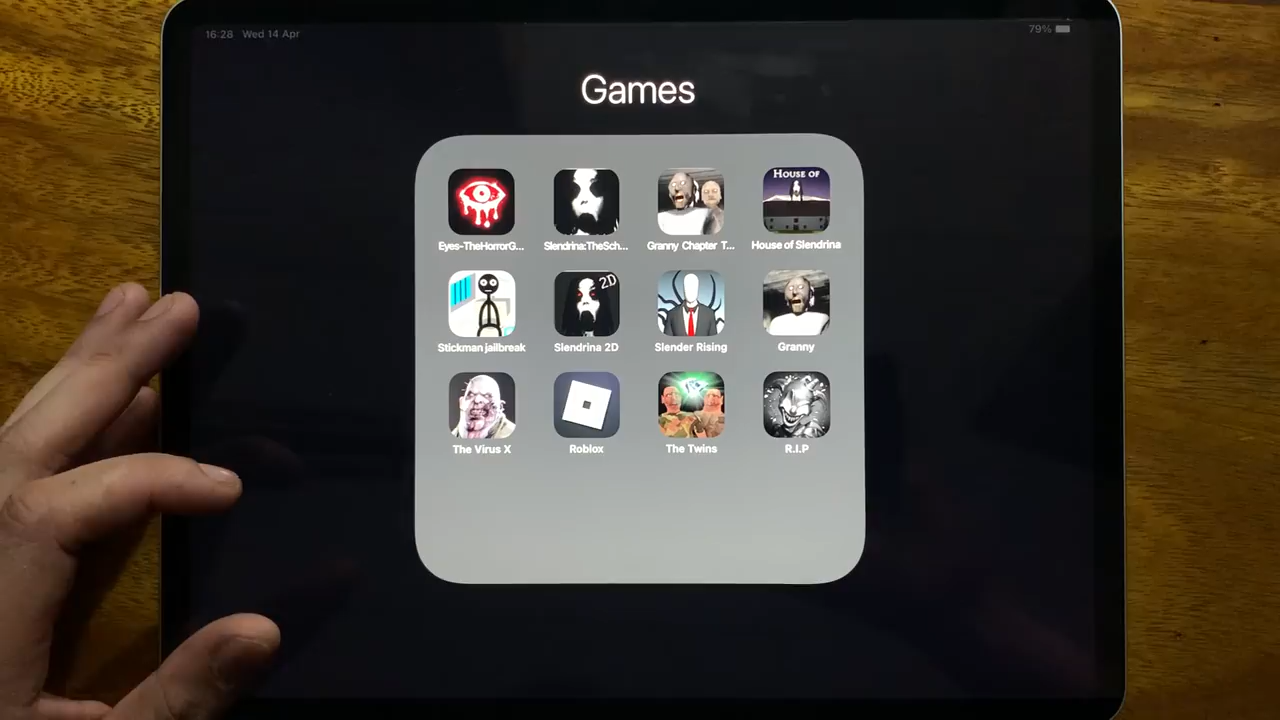 16:28 Wed 14 Apr
79%
Games
Eyes-TheHorrorG...
Slendrina:TheSch...
Granny Chapter T...
HOUSE OF
House of Slendrina
2D
Stickman jailbreak
Slendrina 2D
Slender Rising
Granny
The Virus X
Roblox
The Twins
R.I.P